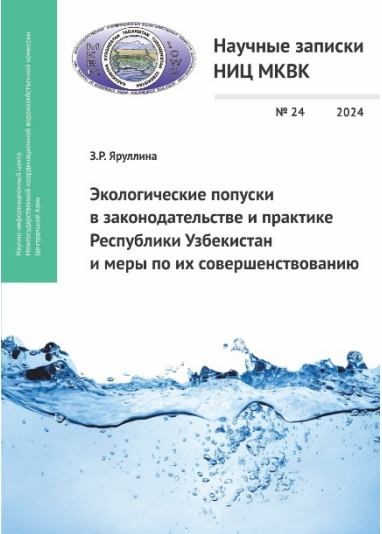 Научные записки
НИЦ МКВК
№ 24 2024
З.Р. Яруллина
Экологические попуски
в законодательстве и практике
Республики Узбекистан
и меры по их совершенствованию
Научно-информационный центр
Межгосударственной координационной водохозяйственной комиссии
Центральной Азии